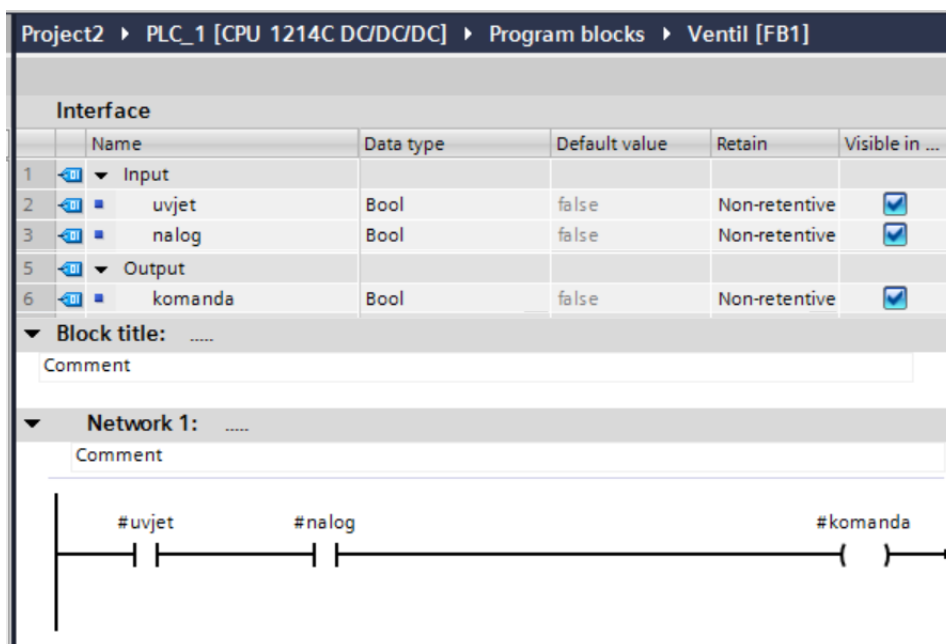 Project2 ▸ PLC_1 [CPU 1214C DC/DC/DC] ▸ Program blocks ▸ Ventil [FB1]
Interface
Name Data type Default value Retain Visible in ...
1 Input
2 uvjet Bool false Non-retentive
3 nalog Bool false Non-retentive
5 Output
6 komanda Bool false Non-retentive
Block title: .....
Comment
Network 1: .....
Comment
#uvjet #nalog #komanda